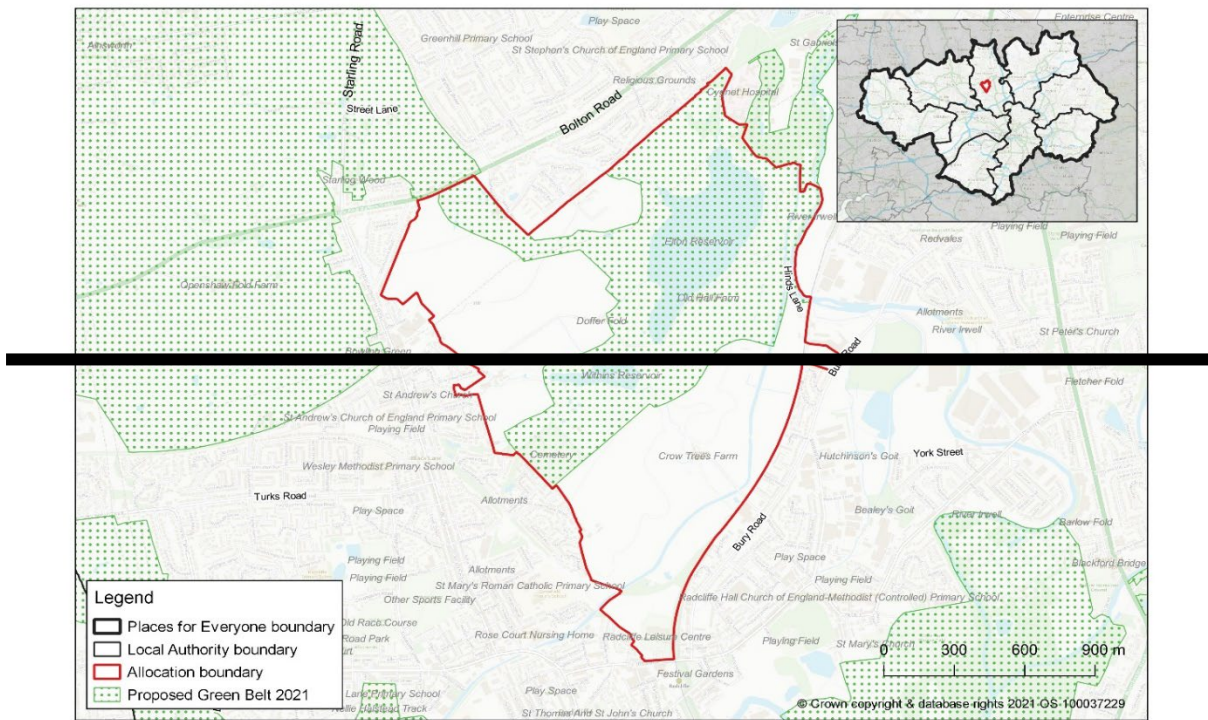 Play Space
Enterprise Centre
Ainsworth
Starling Road
Greenhill Primary School
St Stephen's Church of England Primary School
St Gabriel's
Religious Grounds
Cygnet Hospital
Street Lane
Bolton Road
Starling Wood
River Irwell
Redvales
Playing Field
Playing Field
Elton Reservoir
Openshaw Fold Farm
Hinds Lane
Old Hall Farm
Allotments
River Irwell
St Peter's Church
Doffer Fold
Bowling Green
Bury Road
Withins Reservoir
Fletcher Fold
St Andrew's Church
St Andrew's Church of England Primary School
Playing Field
Cemetery
Crow Trees Farm
Hutchinson's Goit
York Street
Wesley Methodist Primary School
Turks Road
Allotments
Play Space
Bealey's Goit
River Irwell
Barlow Fold
Bury Road
Playing Field
Play Space
Blackford Bridge
Allotments
Playing Field
St Mary's Roman Catholic Primary School
Playing Field
Other Sports Facility
Radcliffe Hall Church of England-Methodist (Controlled) Primary School
Old Race Course
Road Park
Rose Court Nursing Home
Radcliffe Leisure Centre
Playing Field
St Mary's Church
Festival Gardens
Lane Primary School
Play Space
St Thomas And St John's Church
Legend
Places for Everyone boundary
Local Authority boundary
Allocation boundary
Proposed Green Belt 2021
0 300 600 900 m
© Crown copyright & database rights 2021 OS 100037229